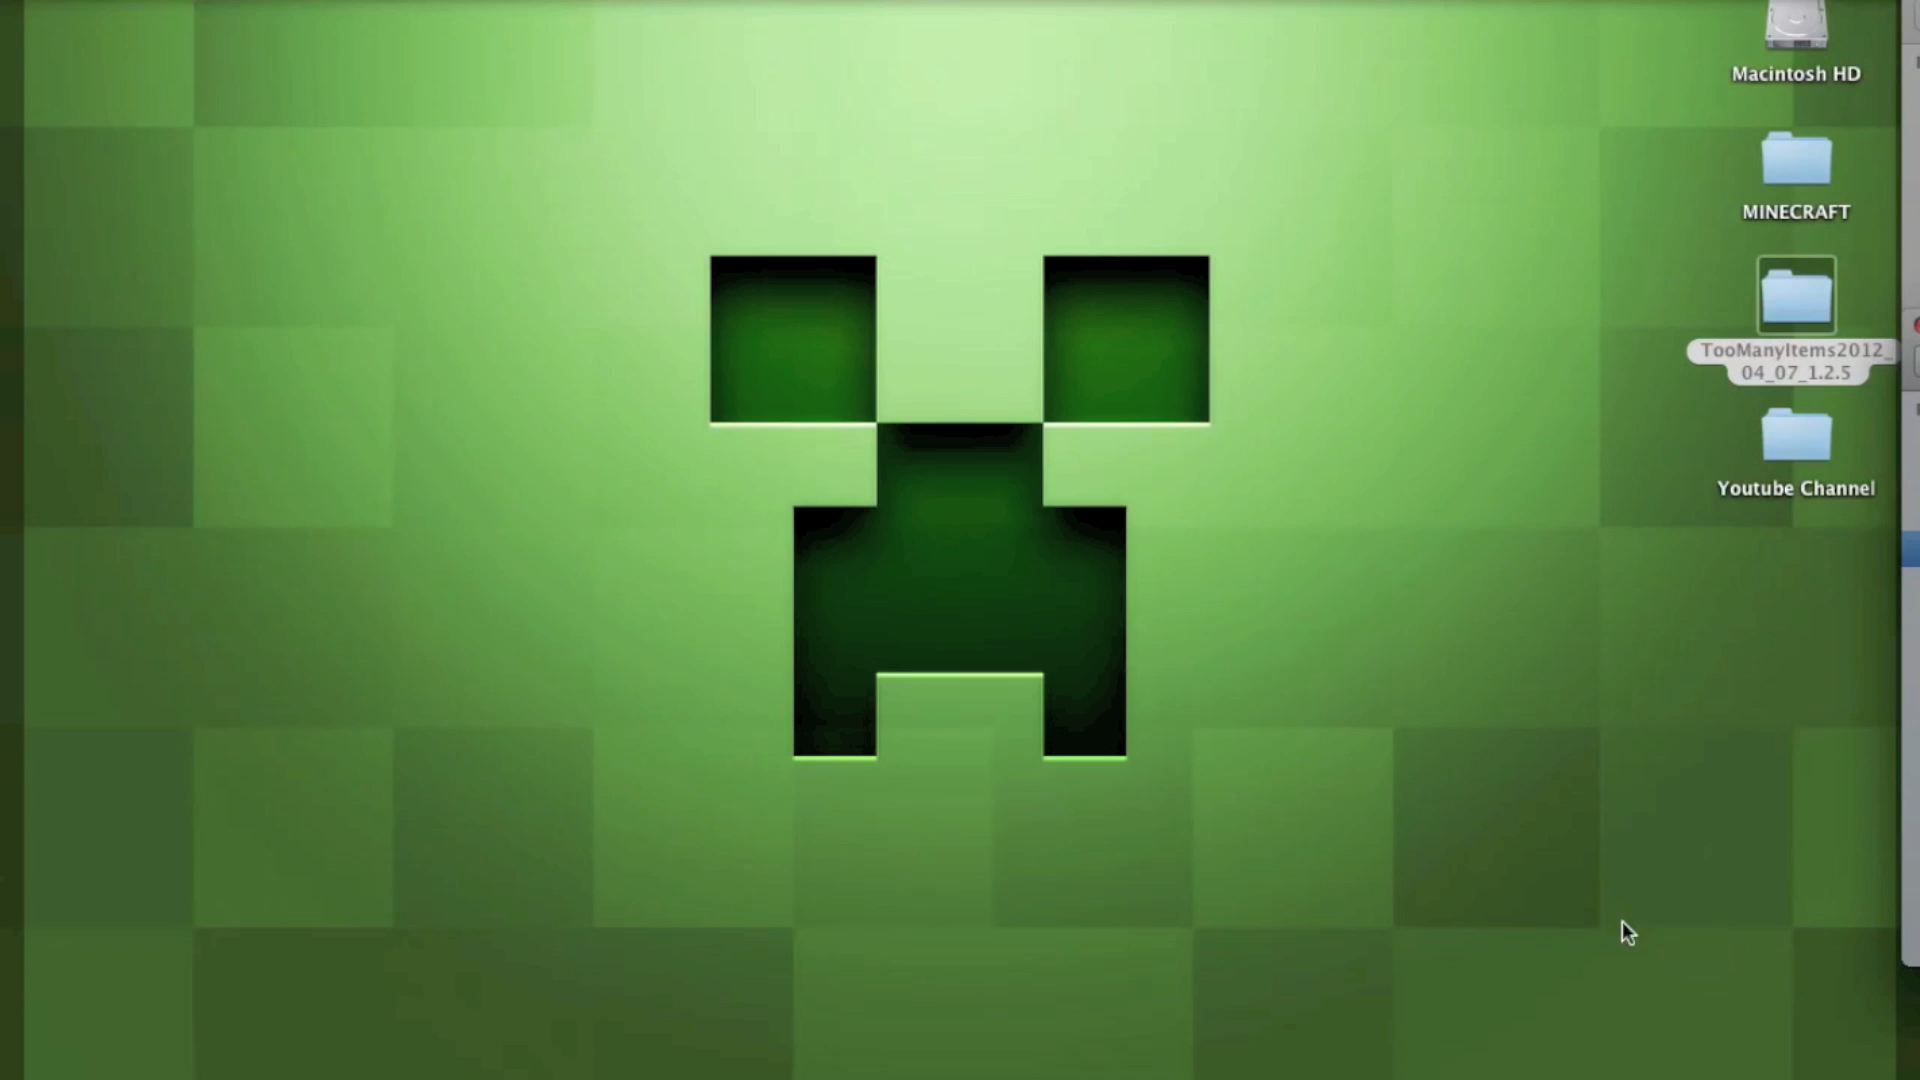 Macintosh HD
MINECRAFT
TooManyItems2012_
04_07_1.2.5
Youtube Channel